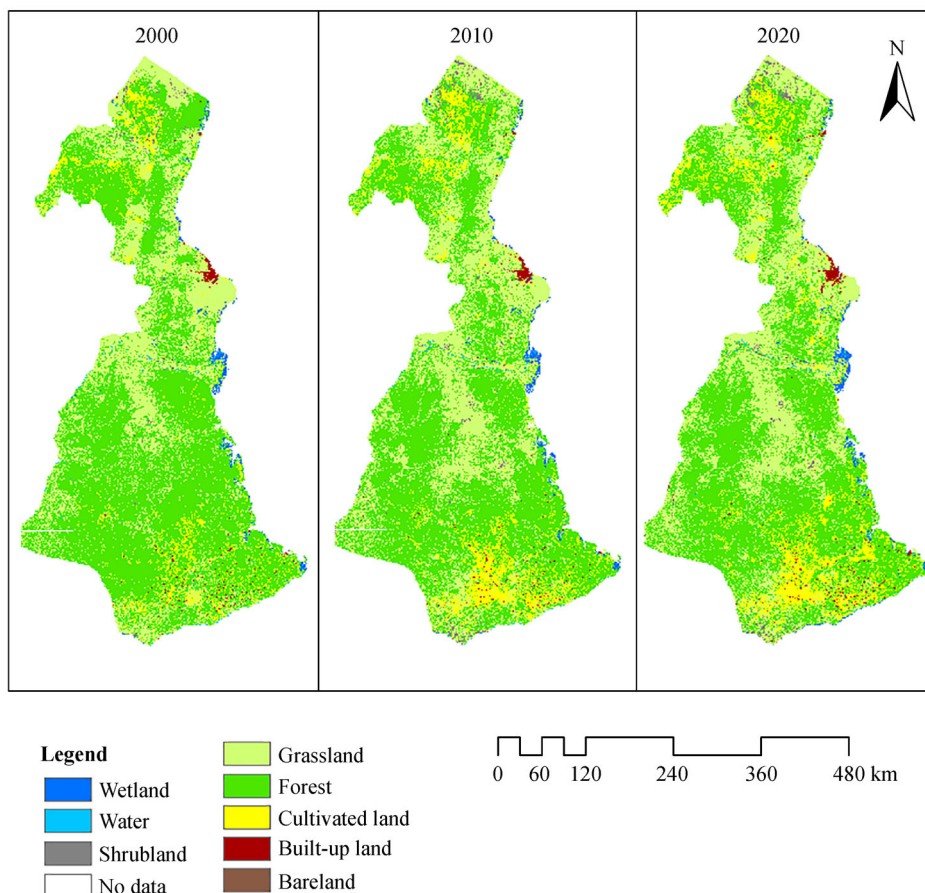 2000
2010
2020
N
Legend
Wetland
Water
Shrubland
No data
Grassland
Forest
Cultivated land
Built-up land
Bareland
0 60 120 240 360 480 km